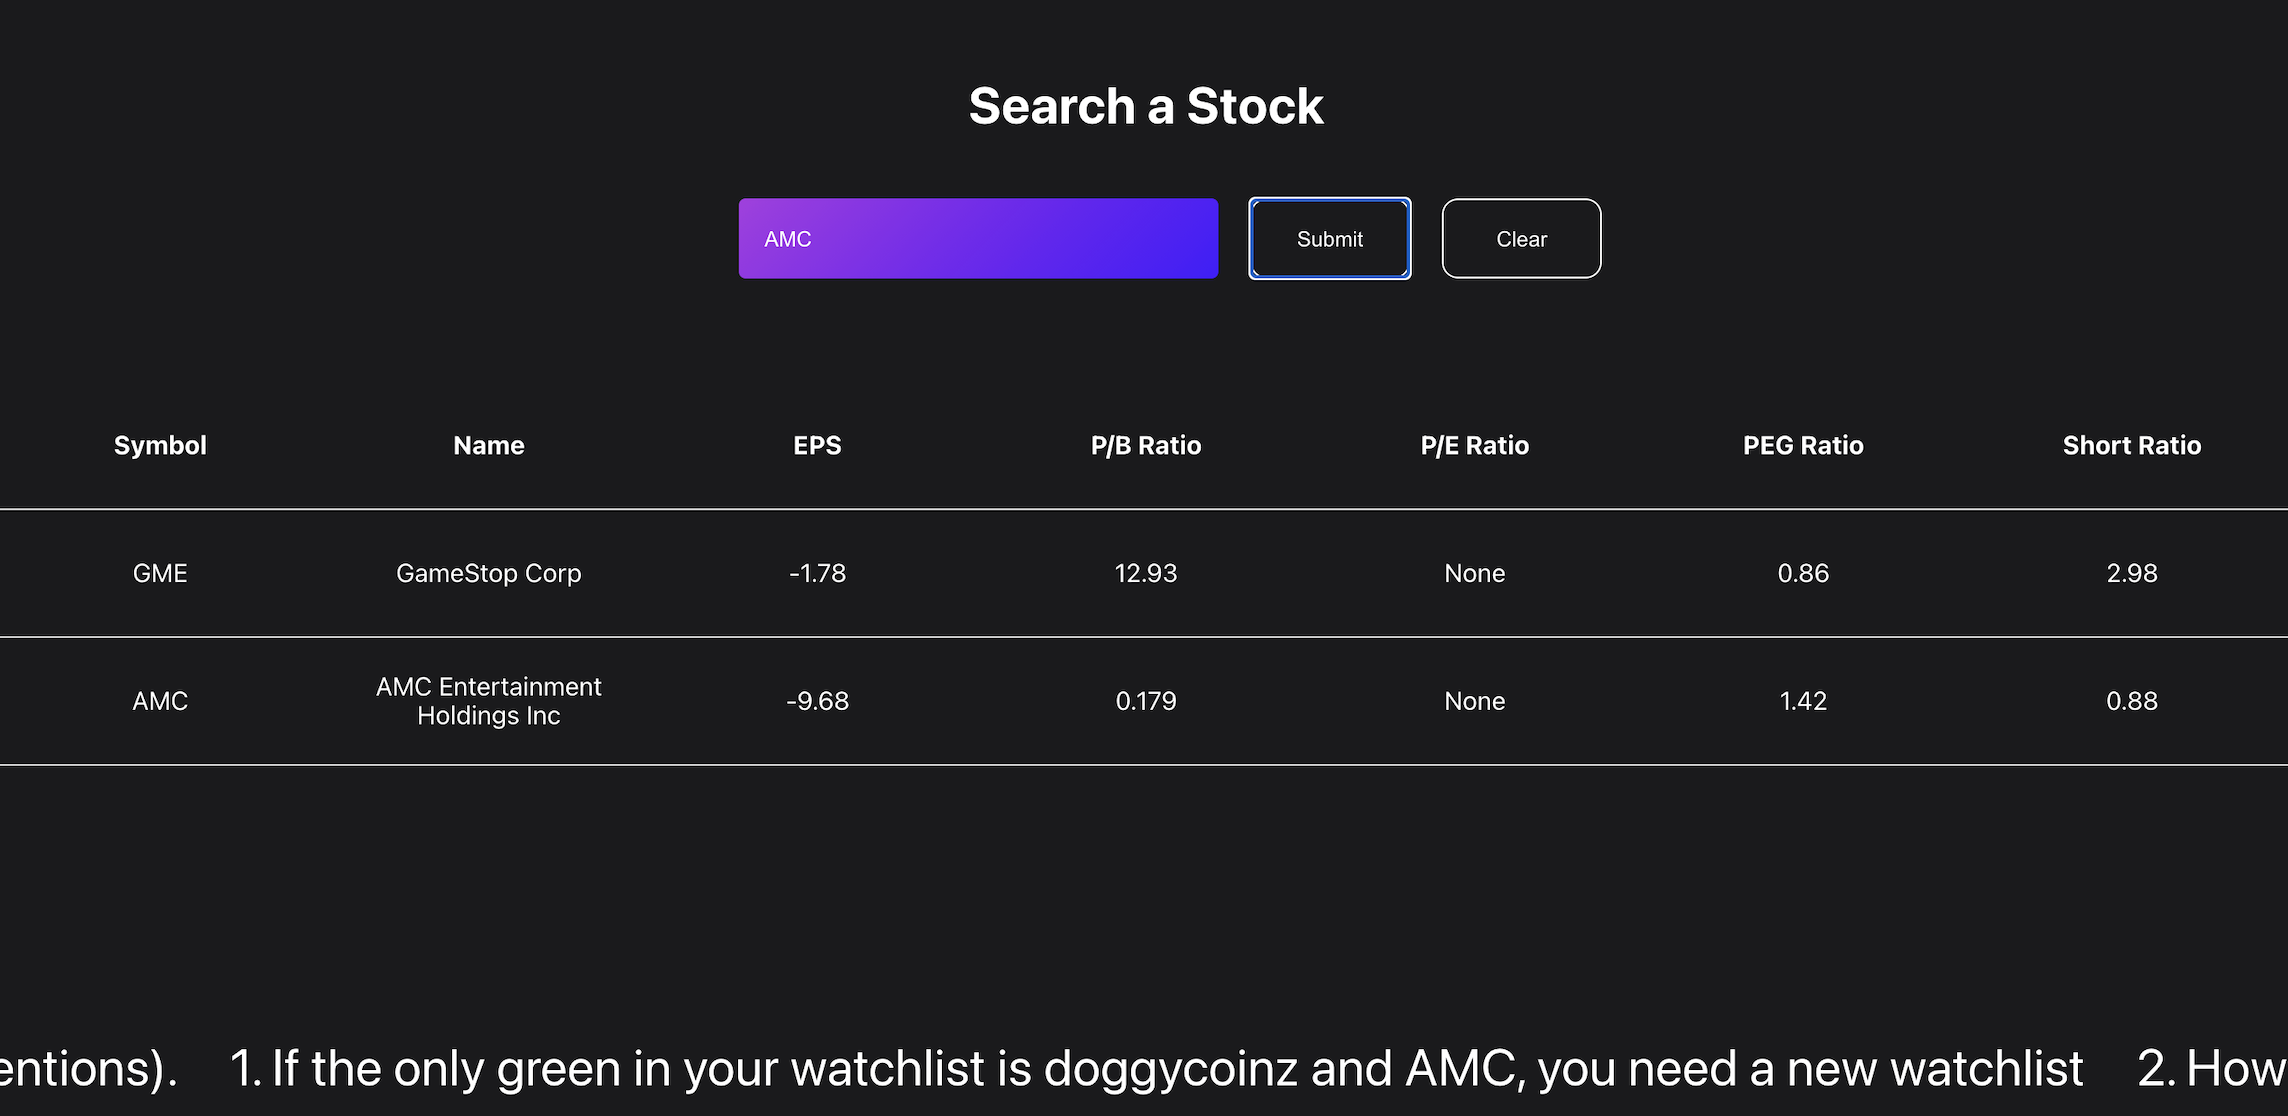 Search a Stock
AMC Submit Clear
Symbol Name EPS P/B Ratio P/E Ratio PEG Ratio Short Ratio
GME GameStop Corp -1.78 12.93 None 0.86 2.98
AMC AMC Entertainment Holdings Inc -9.68 0.179 None 1.42 0.88
entions). 1. If the only green in your watchlist is doggycoinz and AMC, you need a new watchlist 2. How